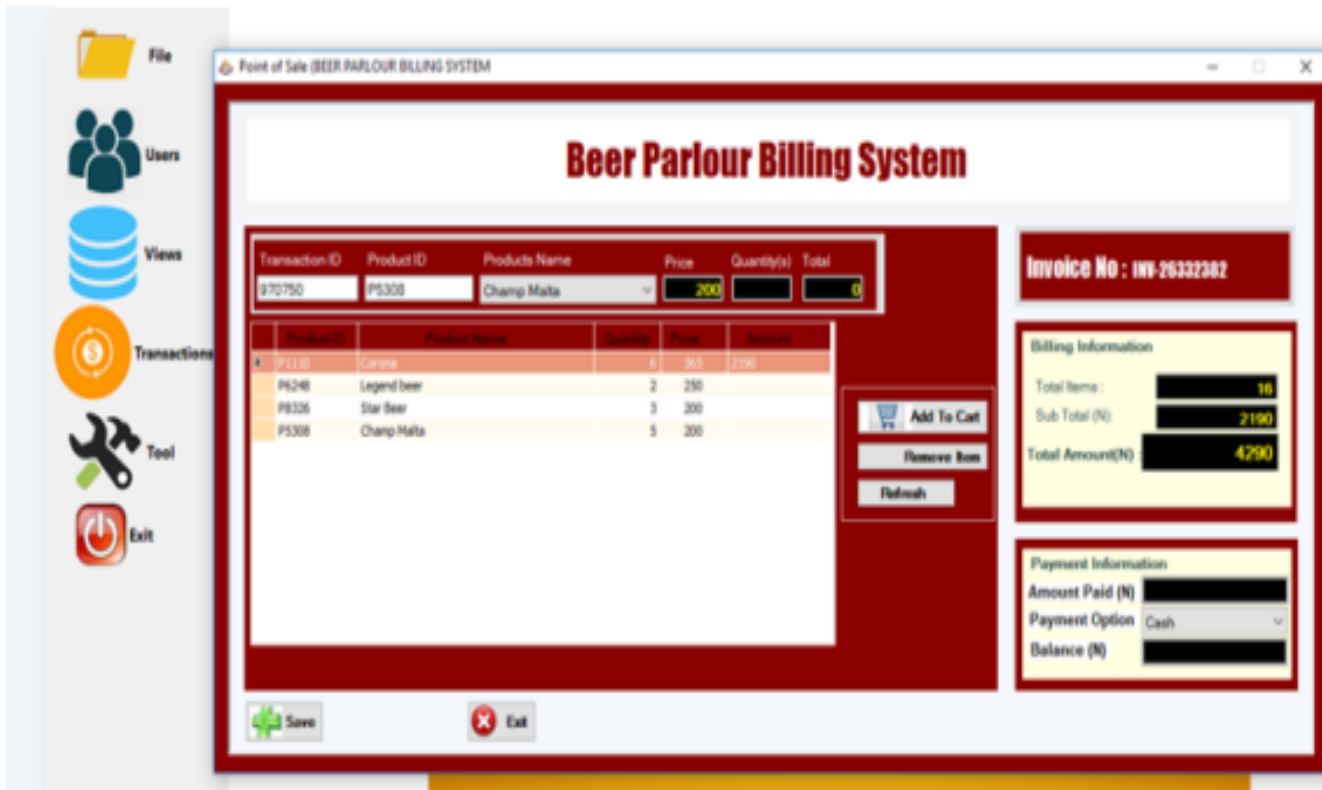 File
Users
Views
Transactions
Tool
Exit
Point of Sale (BEER PARLOUR BILLING SYSTEM
Beer Parlour Billing System
Transaction ID Product ID Products Name Price Quantity(s) Total
970750 P5308 Champ Malta 200 0
Product ID Product Name Quantity Price Amount
P1110 Corona 6 365 2190
P6248 Legend beer 2 250
P8326 Star Beer 3 200
P5308 Champ Malta 5 200
Add To Cart
Remove Item
Refresh
Invoice No : INV-26332382
Billing Information
Total Items : 16
Sub Total (N): 2190
Total Amount(N) : 4290
Payment Information
Amount Paid (N)
Payment Option Cash
Balance (N)
Save
Exit